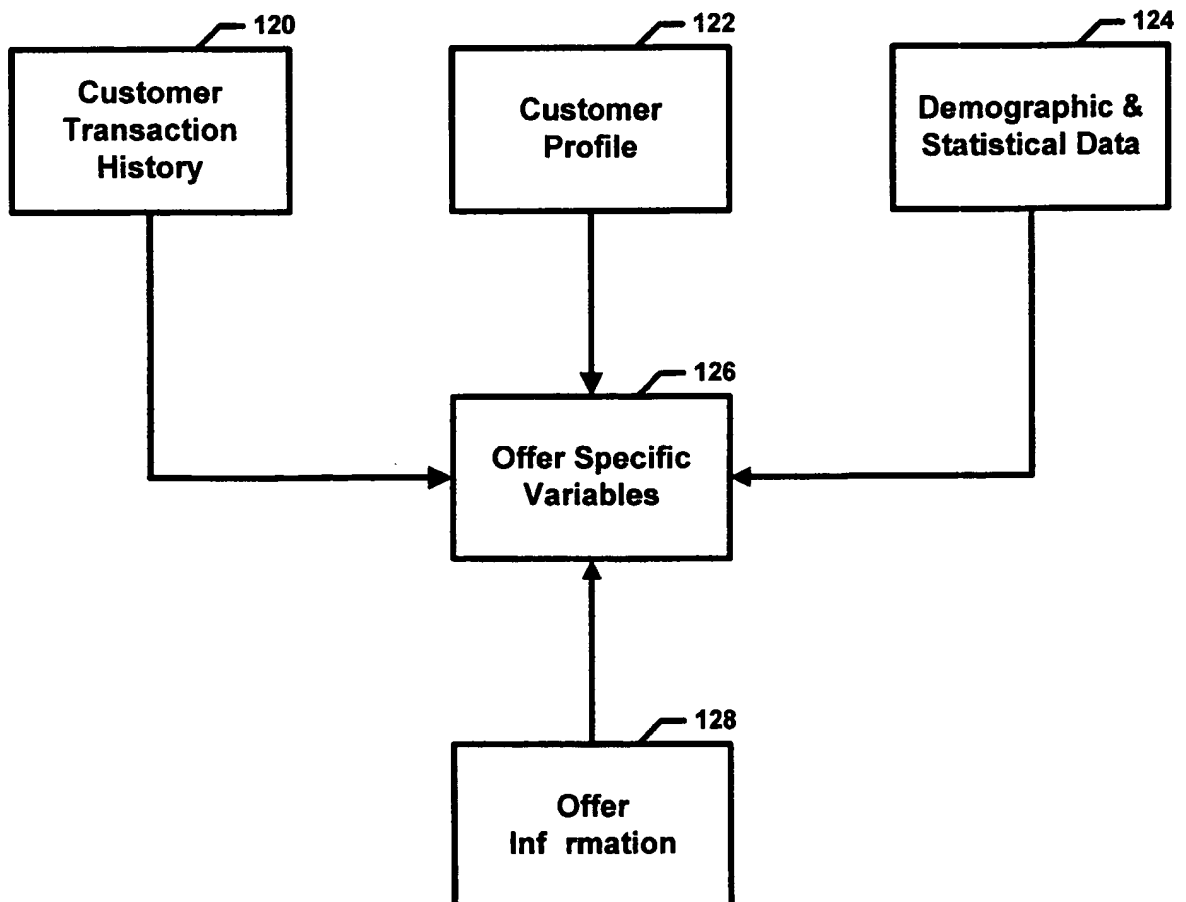 120
Customer
Transaction
History
122
Customer
Profile
124
Demographic &
Statistical Data
126
Offer Specific
Variables
128
Offer
Inf rmation